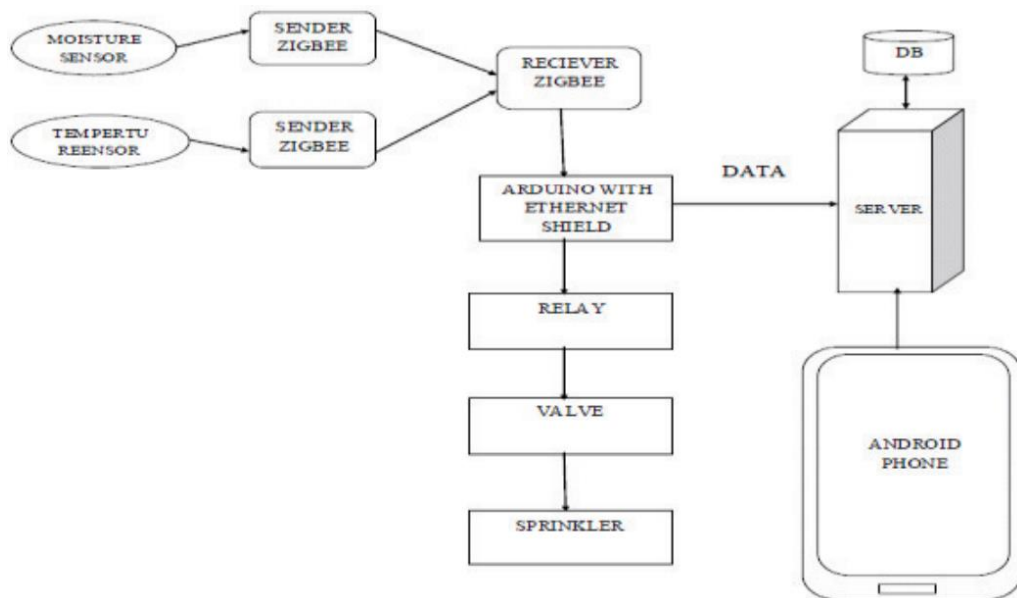 MOISTURE
SENSOR
SENDER
ZIGBEE
RECIEVER
ZIGBEE
DB
TEMPERTU
REENSOR
SENDER
ZIGBEE
DATA
ARDUINO WITH
ETHERNET
SHIELD
SERVER
RELAY
VALVE
ANDROID
PHONE
SPRINKLER